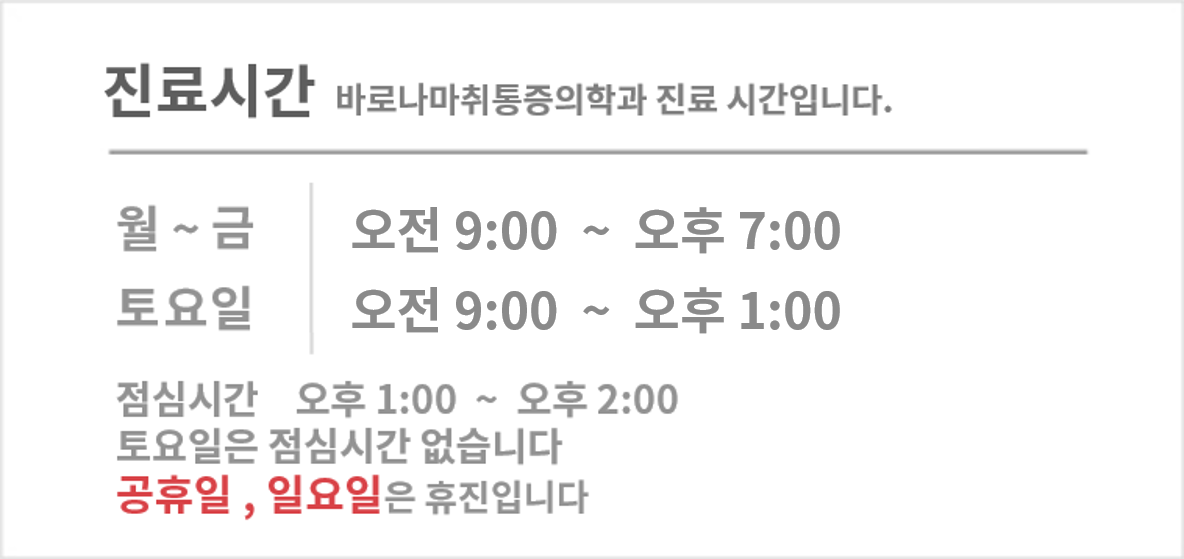 진료시간 바로나마취통증의학과 진료 시간입니다.
월 ~ 금 오전 9:00 ~ 오후 7:00
토요일 오전 9:00 ~ 오후 1:00
점심시간 오후 1:00 ~ 오후 2:00
토요일은 점심시간 없습니다
공휴일 , 일요일은 휴진입니다